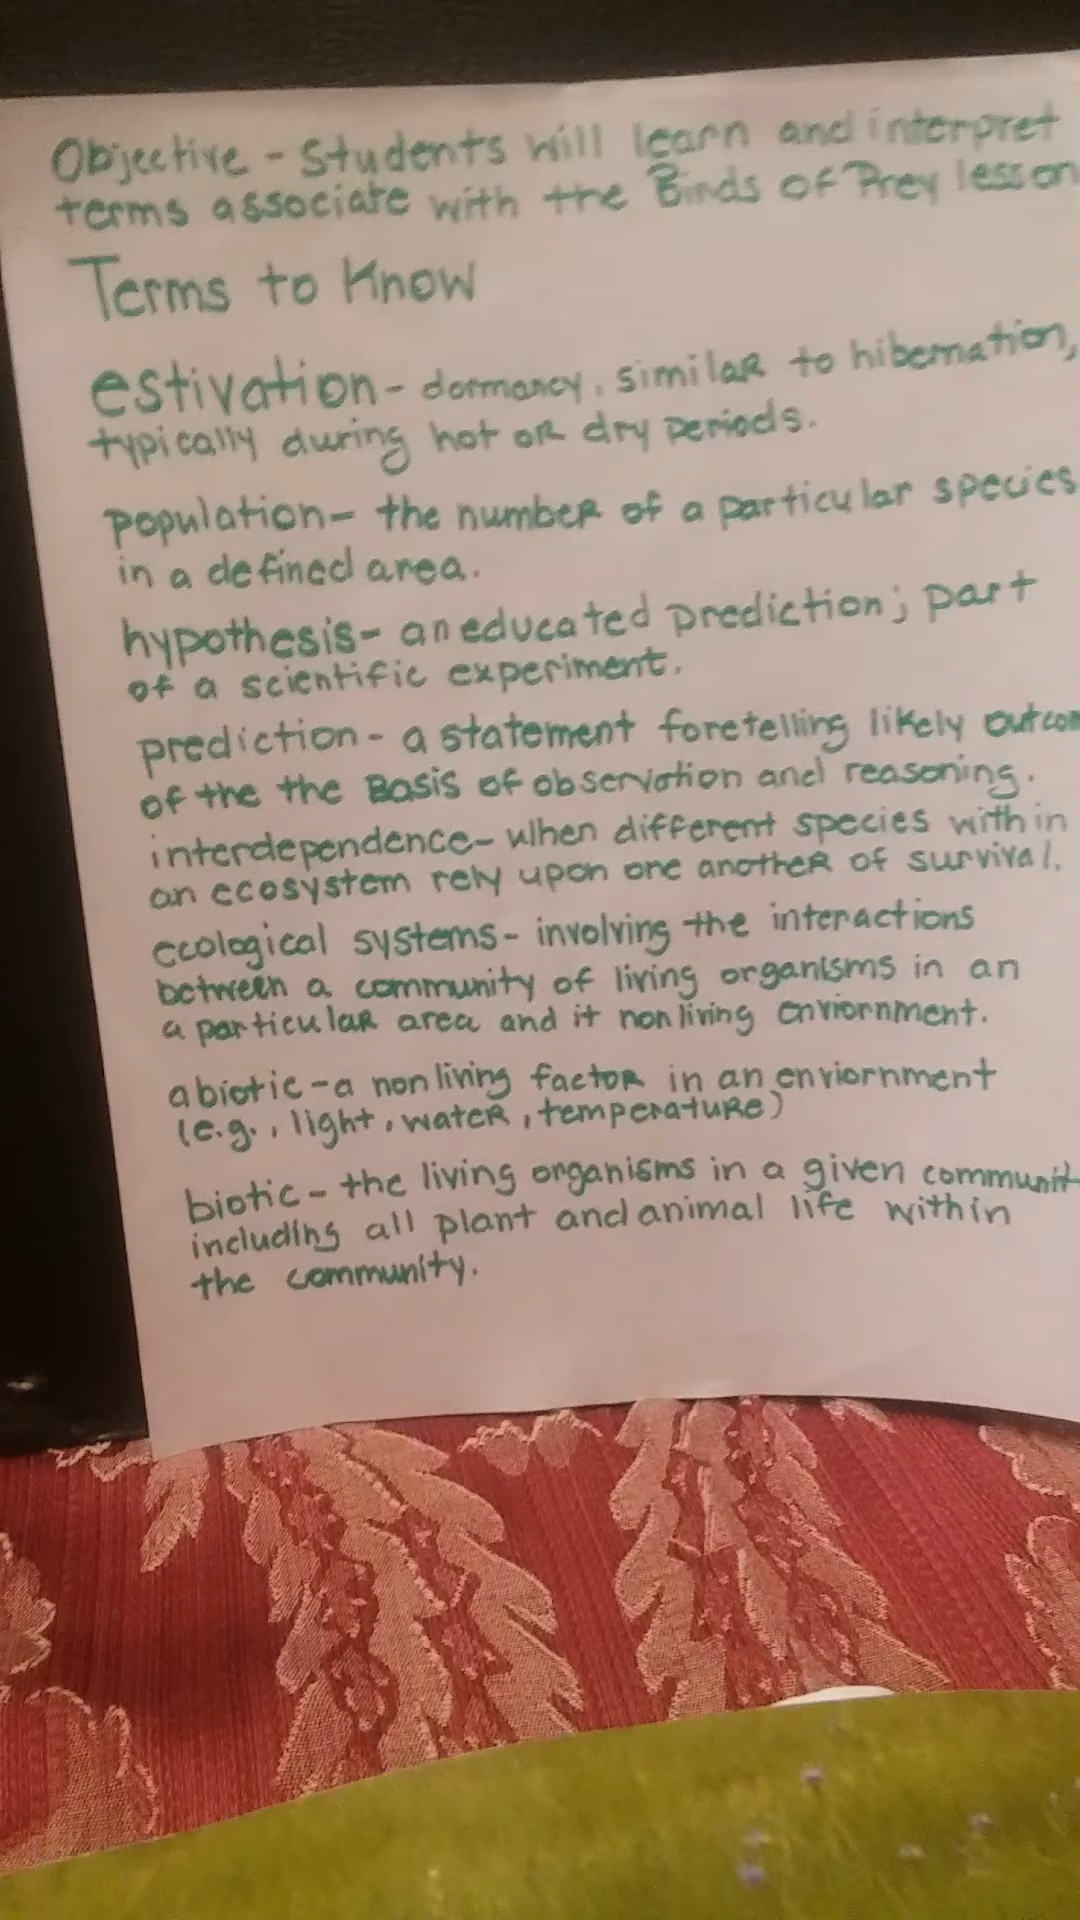 Objective - Students will learn and interpret
terms associate with the Binds of Prey lesson
Terms to Know
estivation - dormancy, similar to hibernation,
typically during hot or dry periods.
population - the number of a particular species
in a defined area.
hypothesis - an educated prediction; part
of a scientific experiment.
prediction - a statement foretelling likely outcom
of the the Basis of observation and reasoning.
interdependence - when different species within
an ecosystem rely upon one another of survival.
ecological systems - involving the interactions
between a community of living organisms in an
a particular area and it nonliving enviornment.
abiotic - a nonliving factor in an enviornment
(e.g., light, water, temperature)
biotic - the living organisms in a given communit
including all plant and animal life within
the community.